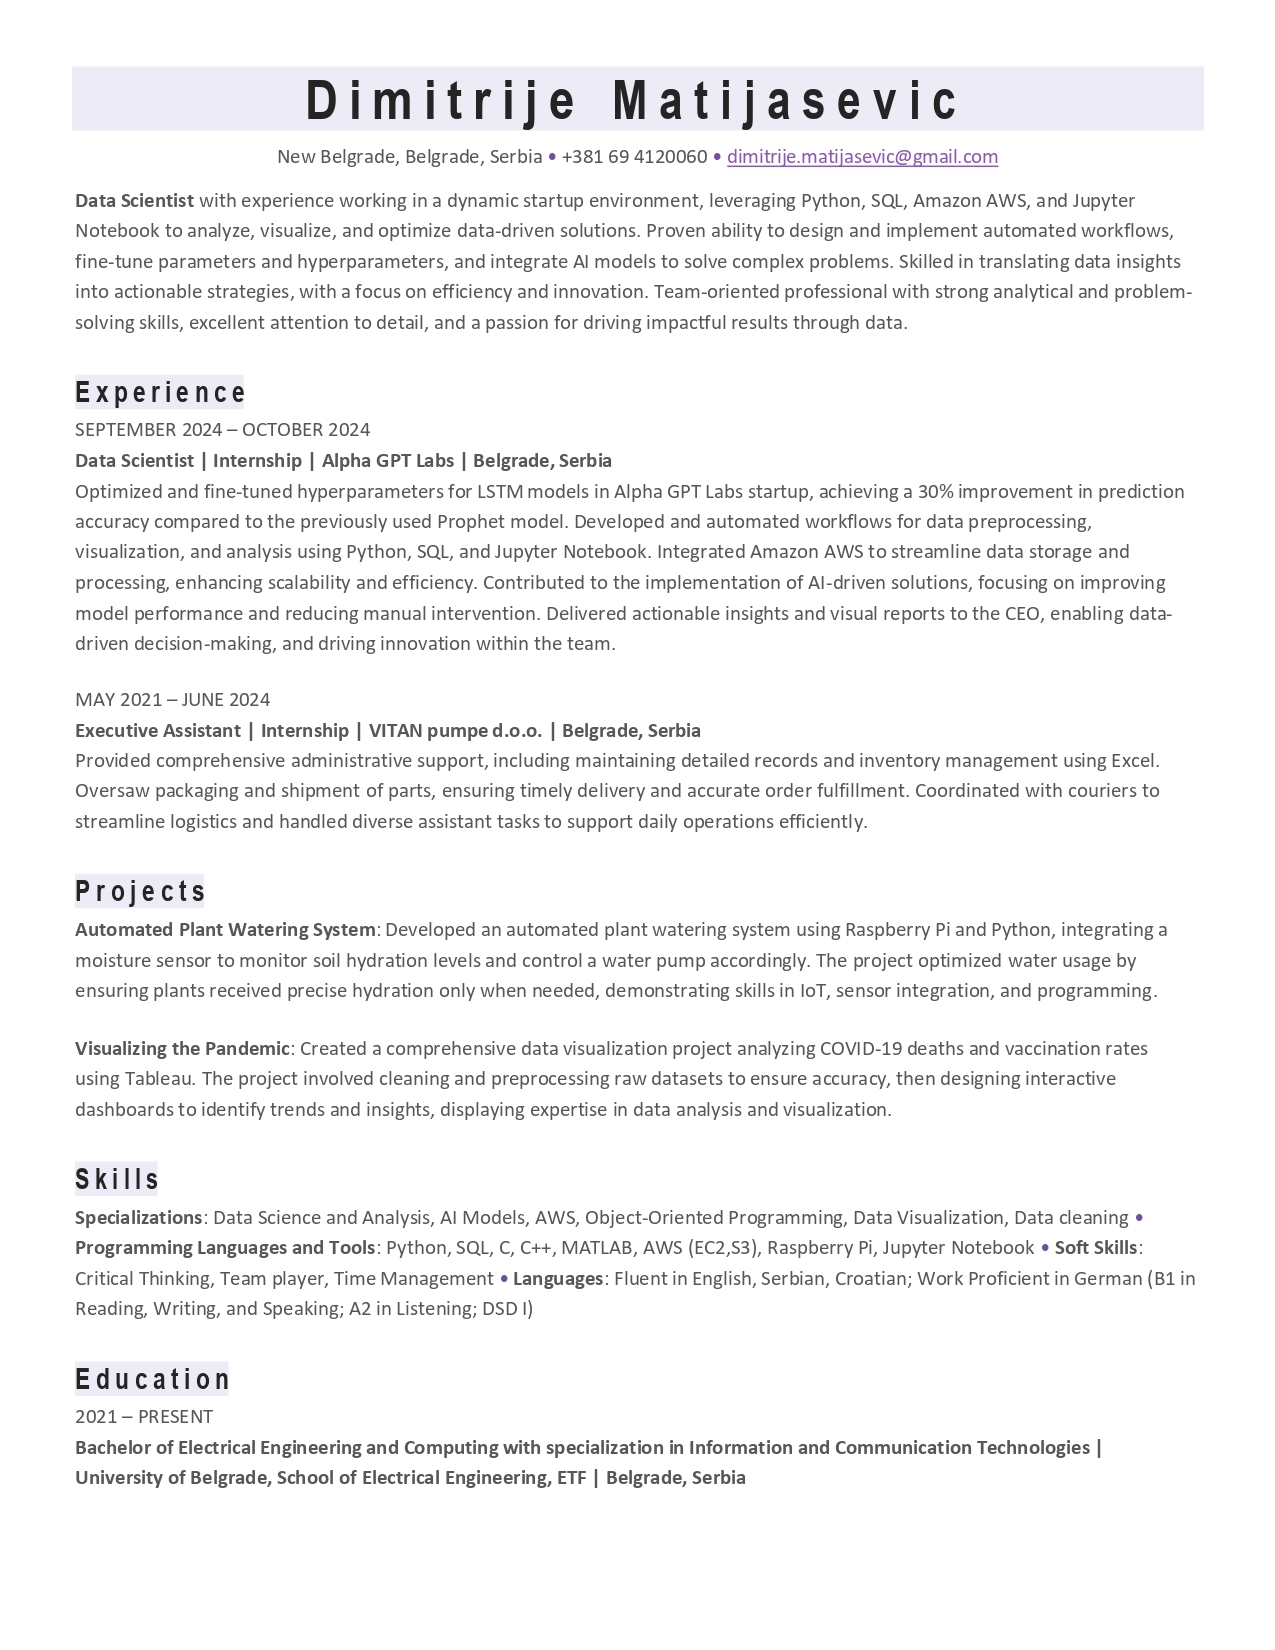 Dimitrije Matijasevic
New Belgrade, Belgrade, Serbia • +381 69 4120060 • dimitrije.matijasevic@gmail.com
Data Scientist with experience working in a dynamic startup environment, leveraging Python, SQL, Amazon AWS, and Jupyter
Notebook to analyze, visualize, and optimize data-driven solutions. Proven ability to design and implement automated workflows,
fine-tune parameters and hyperparameters, and integrate AI models to solve complex problems. Skilled in translating data insights
into actionable strategies, with a focus on efficiency and innovation. Team-oriented professional with strong analytical and problem-
solving skills, excellent attention to detail, and a passion for driving impactful results through data.
Experience
SEPTEMBER 2024 – OCTOBER 2024
Data Scientist | Internship | Alpha GPT Labs | Belgrade, Serbia
Optimized and fine-tuned hyperparameters for LSTM models in Alpha GPT Labs startup, achieving a 30% improvement in prediction
accuracy compared to the previously used Prophet model. Developed and automated workflows for data preprocessing,
visualization, and analysis using Python, SQL, and Jupyter Notebook. Integrated Amazon AWS to streamline data storage and
processing, enhancing scalability and efficiency. Contributed to the implementation of AI-driven solutions, focusing on improving
model performance and reducing manual intervention. Delivered actionable insights and visual reports to the CEO, enabling data-
driven decision-making, and driving innovation within the team.
MAY 2021 – JUNE 2024
Executive Assistant | Internship | VITAN pumpe d.o.o. | Belgrade, Serbia
Provided comprehensive administrative support, including maintaining detailed records and inventory management using Excel.
Oversaw packaging and shipment of parts, ensuring timely delivery and accurate order fulfillment. Coordinated with couriers to
streamline logistics and handled diverse assistant tasks to support daily operations efficiently.
Projects
Automated Plant Watering System: Developed an automated plant watering system using Raspberry Pi and Python, integrating a
moisture sensor to monitor soil hydration levels and control a water pump accordingly. The project optimized water usage by
ensuring plants received precise hydration only when needed, demonstrating skills in IoT, sensor integration, and programming.
Visualizing the Pandemic: Created a comprehensive data visualization project analyzing COVID-19 deaths and vaccination rates
using Tableau. The project involved cleaning and preprocessing raw datasets to ensure accuracy, then designing interactive
dashboards to identify trends and insights, displaying expertise in data analysis and visualization.
Skills
Specializations: Data Science and Analysis, AI Models, AWS, Object-Oriented Programming, Data Visualization, Data cleaning •
Programming Languages and Tools: Python, SQL, C, C++, MATLAB, AWS (EC2,S3), Raspberry Pi, Jupyter Notebook • Soft Skills:
Critical Thinking, Team player, Time Management • Languages: Fluent in English, Serbian, Croatian; Work Proficient in German (B1 in
Reading, Writing, and Speaking; A2 in Listening; DSD I)
Education
2021 – PRESENT
Bachelor of Electrical Engineering and Computing with specialization in Information and Communication Technologies |
University of Belgrade, School of Electrical Engineering, ETF | Belgrade, Serbia